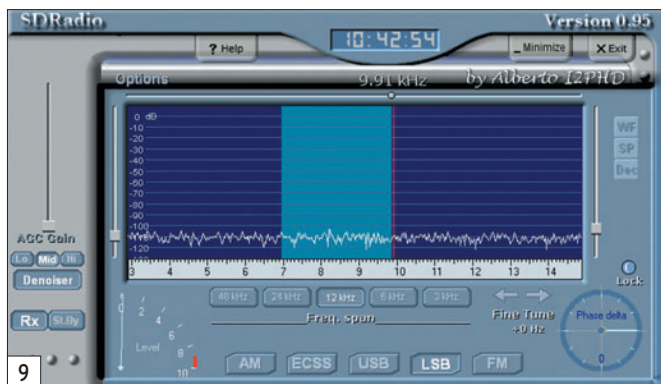 SDRadio
10:42:54
Version 0.95
? Help
_ Minimize
X Exit
Options
9.91 kHz
by Alberto I2PHD
0 dB
-10
-20
-30
-40
-50
-60
-70
-80
-90
-100
-110
-120
-130
3 4 5 6 7 8 9 10 11 12 13 14
WF
SP
Dec
AGC Gain
Lo Mid Hi
Denoiser
Lock
48 kHz 24 kHz 12 kHz 6 kHz 3 kHz
Freq. span
Fine Tune
+0 Hz
Phase delta
0
Rx St.By
0 2 4 6 8 10
Level
AM ECSS USB LSB FM
9